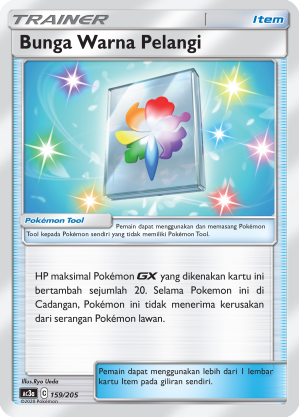 TRAINER
Item
Bunga Warna Pelangi
Pokémon Tool
Pemain dapat menggunakan dan memasang Pokémon
Tool kepada Pokémon sendiri yang tidak memiliki Pokémon Tool.
HP maksimal Pokémon GX yang dikenakan kartu ini
bertambah sejumlah 20. Selama Pokemon ini di
Cadangan, Pokémon ini tidak menerima kerusakan
dari serangan Pokémon lawan.
Pemain dapat menggunakan lebih dari 1 lembar
kartu Item pada giliran sendiri.
Illus.Ryo Ueda
ac3a C 159/205
©2020 Pokémon